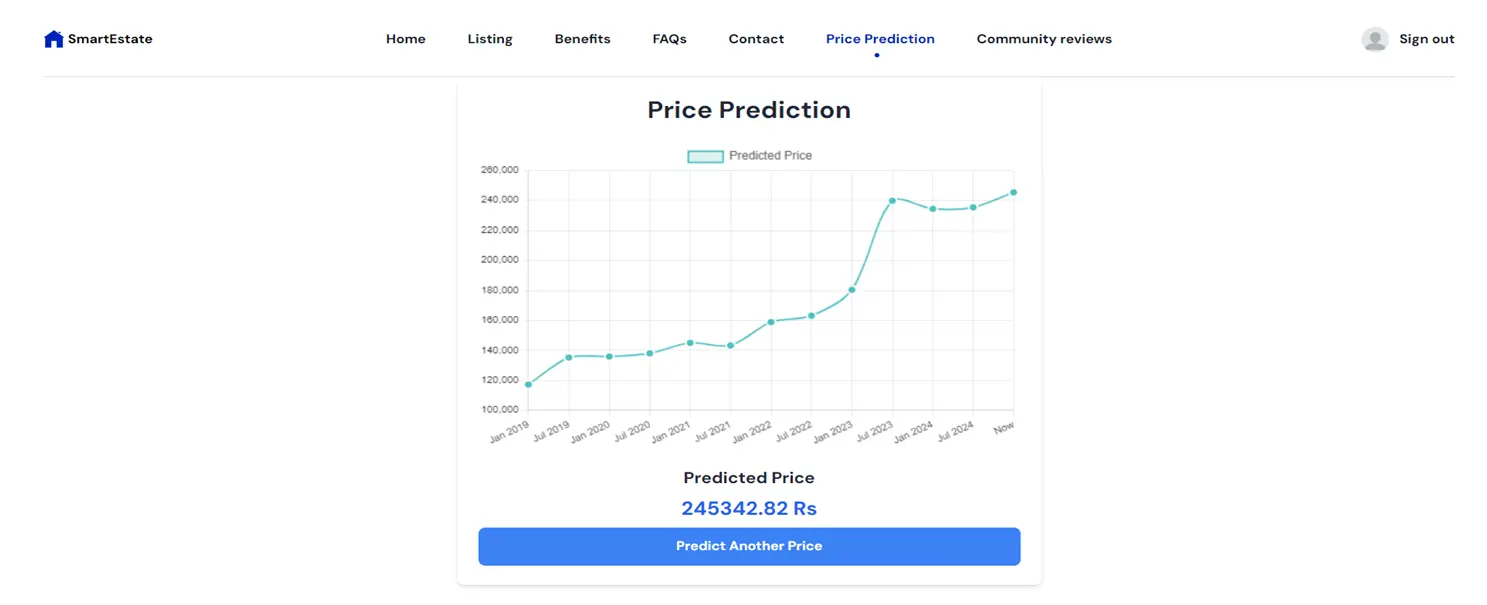 SmartEstate Home Listing Benefits FAQs Contact Price Prediction Community reviews Sign out
Price Prediction
Predicted Price
260,000
240,000
220,000
200,000
180,000
160,000
140,000
120,000
100,000
Jan 2019 Jul 2019 Jan 2020 Jul 2020 Jan 2021 Jul 2021 Jan 2022 Jul 2022 Jan 2023 Jul 2023 Jan 2024 Jul 2024 Now
Predicted Price
245342.82 Rs
Predict Another Price